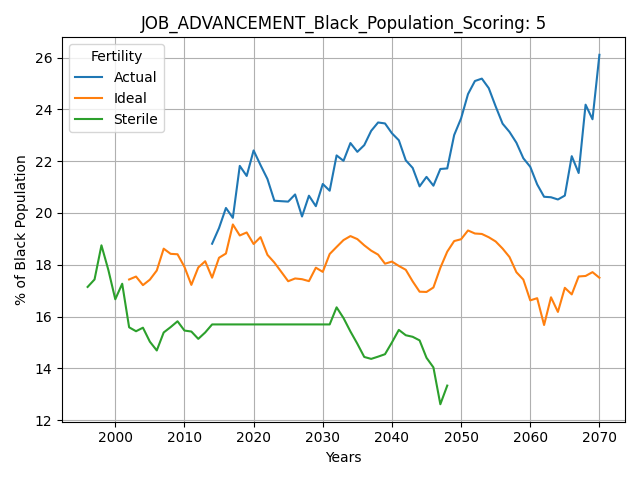 JOB_ADVANCEMENT_Black_Population_Scoring: 5
Fertility
Actual
Ideal
Sterile
% of Black Population
26
24
22
20
18
16
14
12
2000 2010 2020 2030 2040 2050 2060 2070
Years